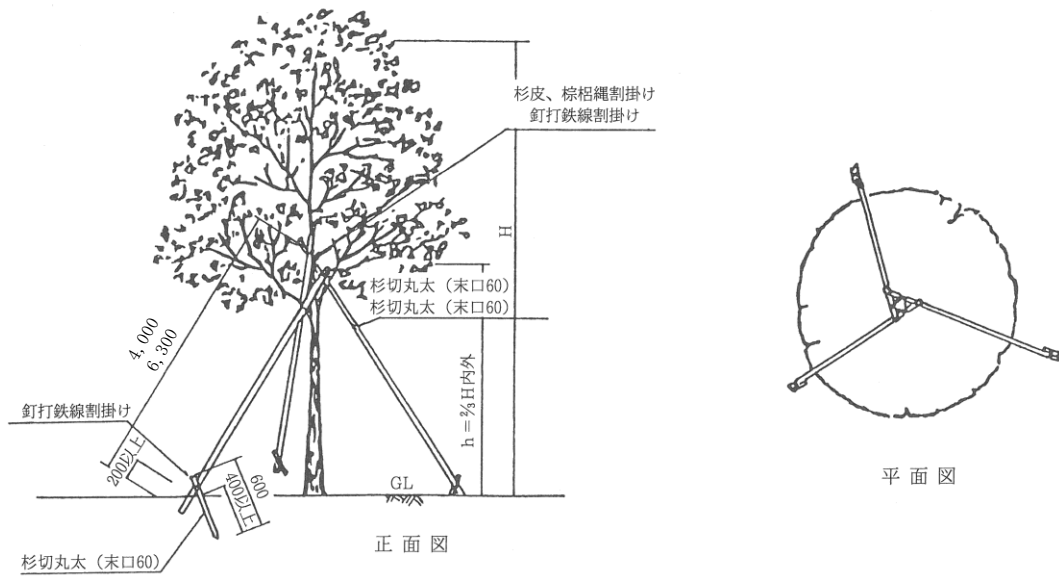 杉皮、棕梠縄割掛け
釘打鉄線割掛け
H
杉切丸太（末口60）
杉切丸太（末口60）
4,000
6,300
h=⅔H内外
釘打鉄線割掛け
200以上
600
400以上
GL
杉切丸太（末口60）
正面図
平面図